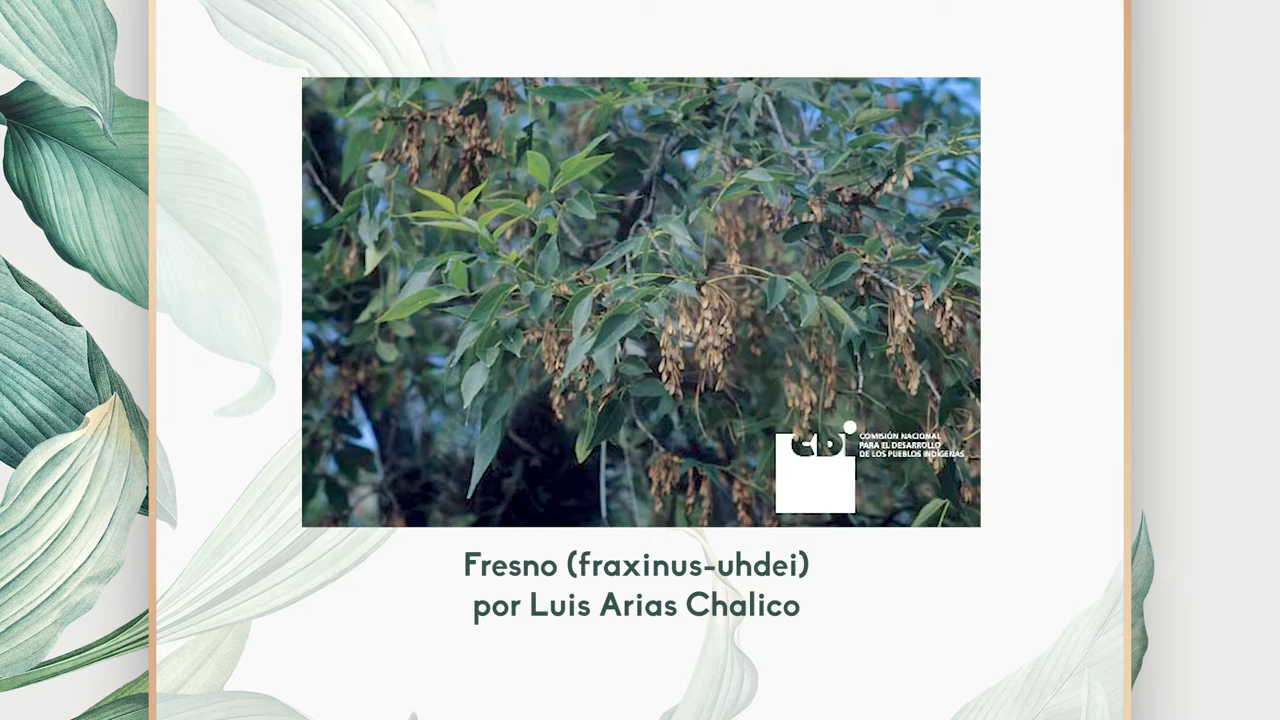 CDI
COMISIÓN NACIONAL
PARA EL DESARROLLO
DE LOS PUEBLOS INDÍGENAS
Fresno (fraxinus-uhdei)
por Luis Arias Chalico